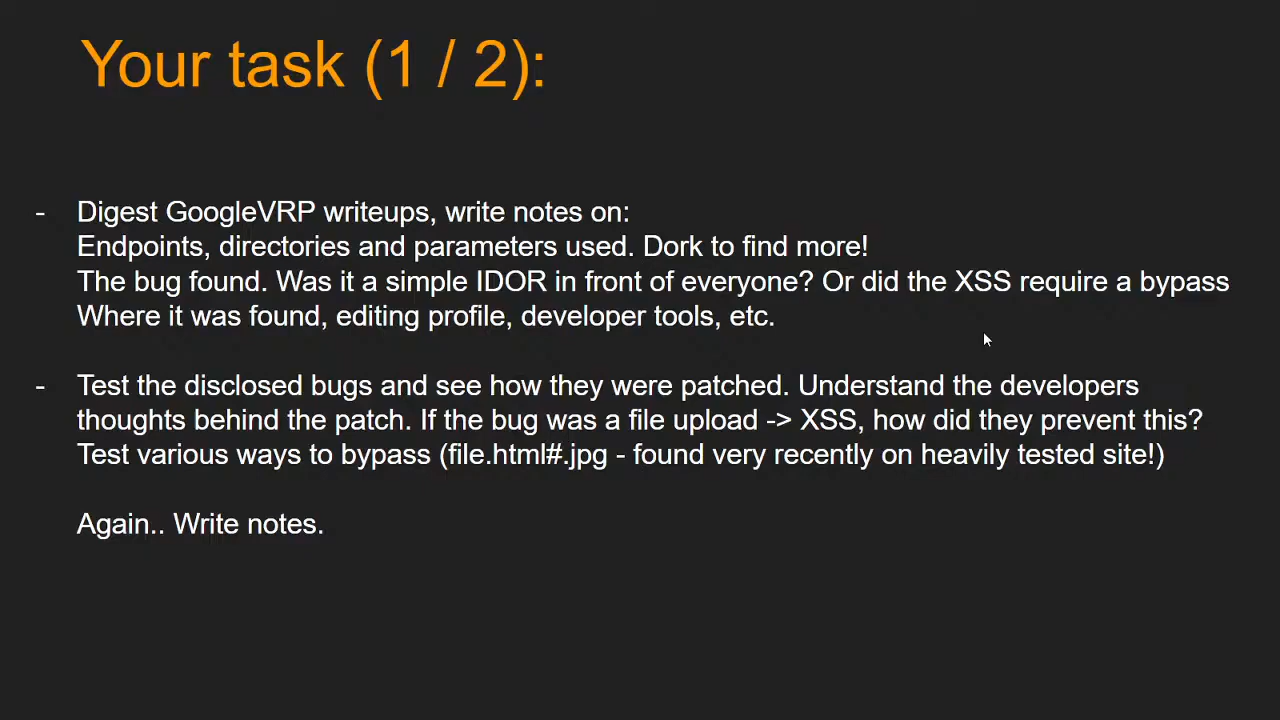 Your task (1 / 2):
- Digest GoogleVRP writeups, write notes on:
Endpoints, directories and parameters used. Dork to find more!
The bug found. Was it a simple IDOR in front of everyone? Or did the XSS require a bypass
Where it was found, editing profile, developer tools, etc.
- Test the disclosed bugs and see how they were patched. Understand the developers
thoughts behind the patch. If the bug was a file upload -> XSS, how did they prevent this?
Test various ways to bypass (file.html#.jpg - found very recently on heavily tested site!)
Again.. Write notes.